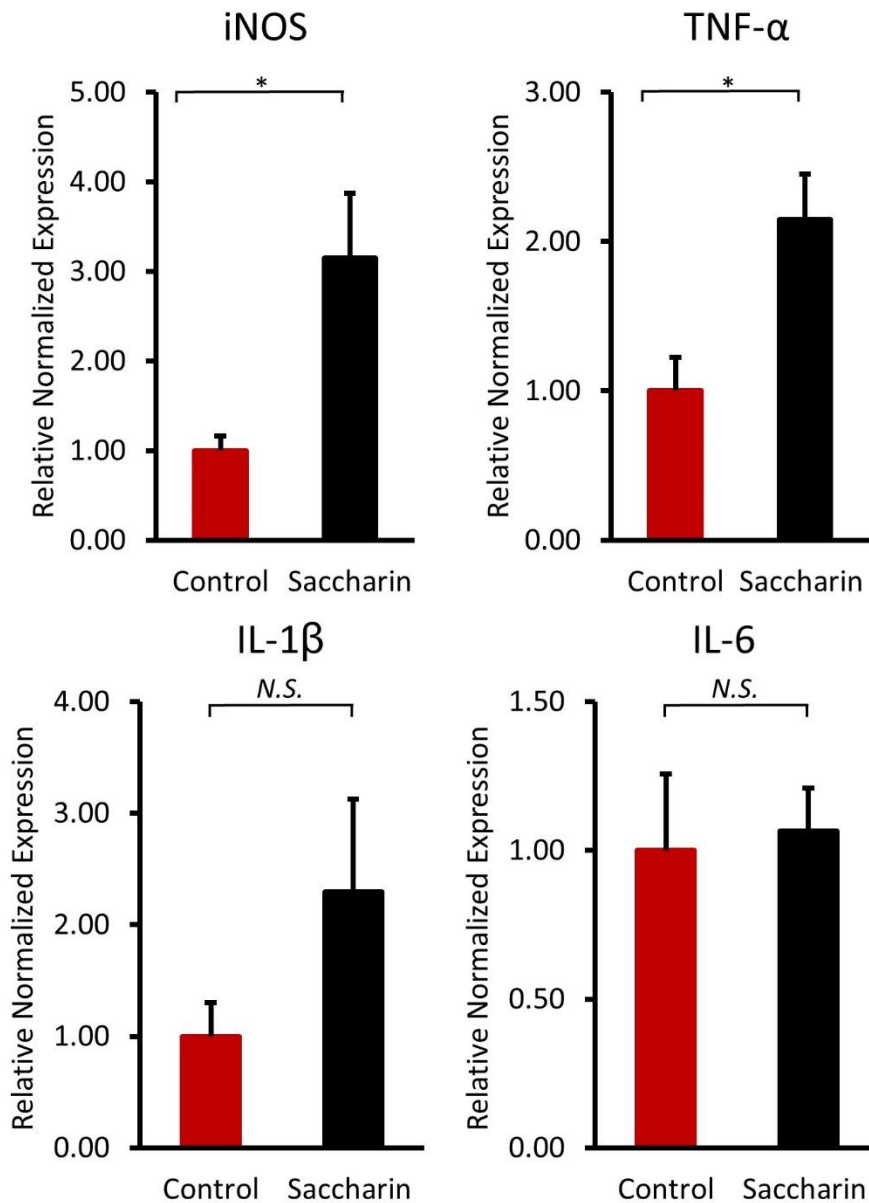 iNOS
*
5.00
4.00
3.00
2.00
1.00
0.00
Relative Normalized Expression
Control Saccharin
TNF-α
*
3.00
2.00
1.00
0.00
Relative Normalized Expression
Control Saccharin
IL-1β
N.S.
4.00
3.00
2.00
1.00
0.00
Relative Normalized Expression
Control Saccharin
IL-6
N.S.
1.50
1.00
0.50
0.00
Relative Normalized Expression
Control Saccharin